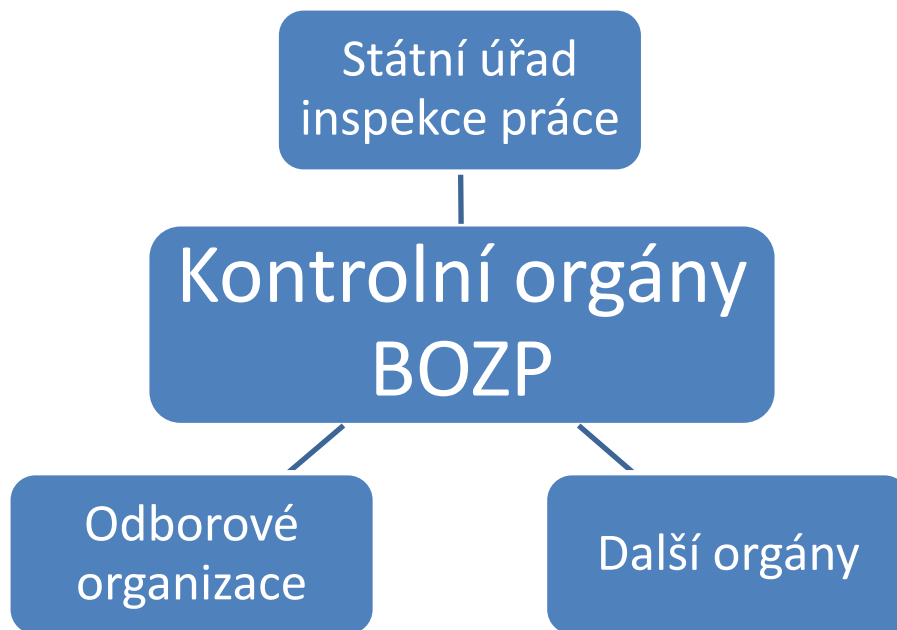 Státní úřad
inspekce práce
Kontrolní orgány
BOZP
Odborové
organizace
Další orgány